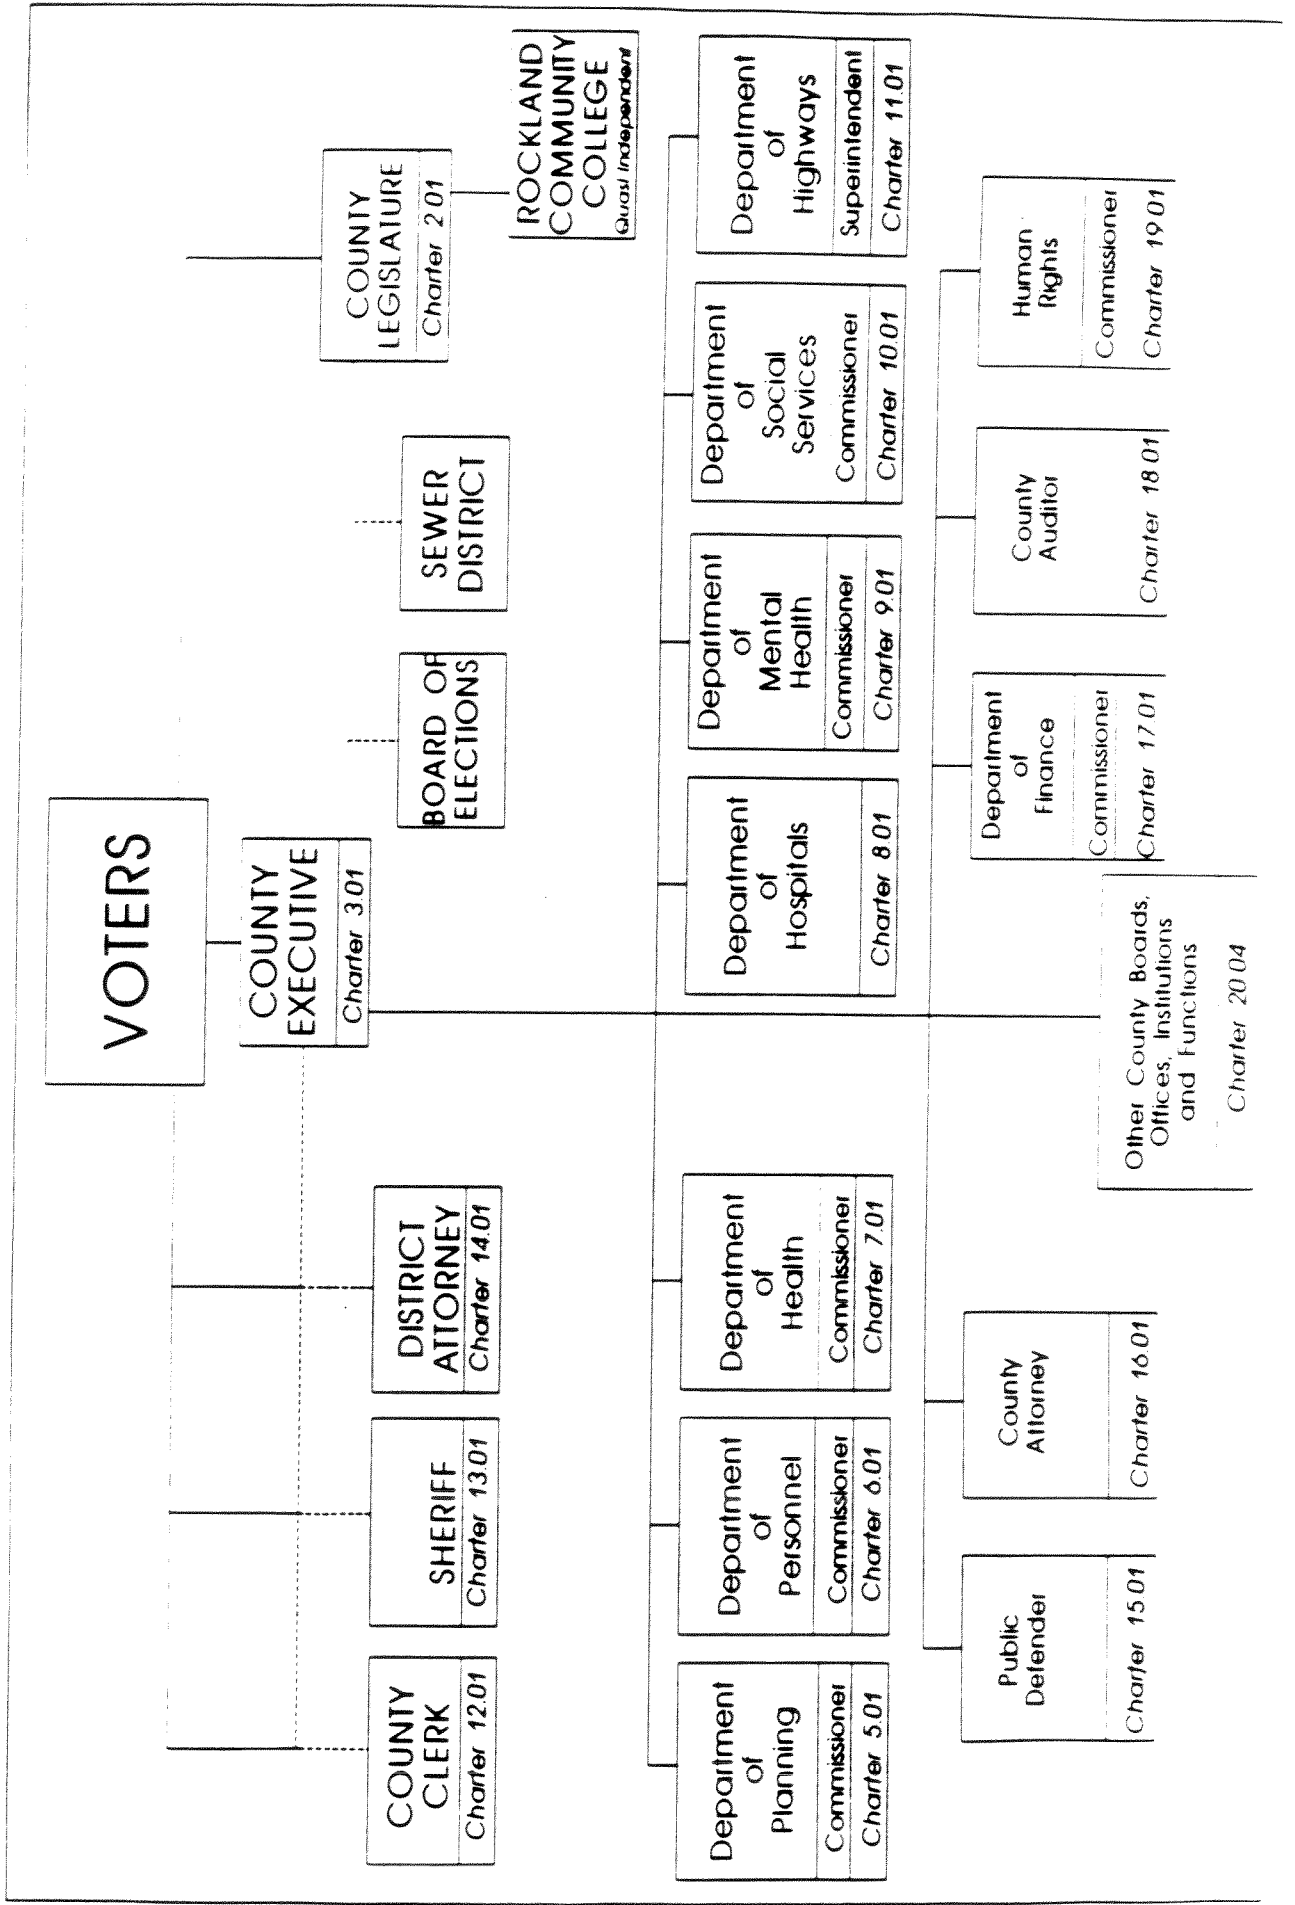 VOTERS
COUNTY
EXECUTIVE
Charter 3.01
COUNTY
LEGISLATURE
Charter 2.01
ROCKLAND
COMMUNITY
COLLEGE
Quasi Independent
COUNTY
CLERK
Charter 12.01
SHERIFF
Charter 13.01
DISTRICT
ATTORNEY
Charter 14.01
BOARD OF
ELECTIONS
SEWER
DISTRICT
Department
of
Planning
Commissioner
Charter 5.01
Department
of
Personnel
Commissioner
Charter 6.01
Department
of
Health
Commissioner
Charter 7.01
Department
of
Hospitals
Charter 8.01
Department
of
Mental
Health
Commissioner
Charter 9.01
Department
of
Social
Services
Commissioner
Charter 10.01
Department
of
Highways
Superintendent
Charter 11.01
Public
Defender
Charter 15.01
County
Attorney
Charter 16.01
Department
of
Finance
Commissioner
Charter 17.01
County
Auditor
Charter 18.01
Human
Rights
Commissioner
Charter 19.01
Other County Boards,
Offices, Institutions
and Functions
Charter 20.04